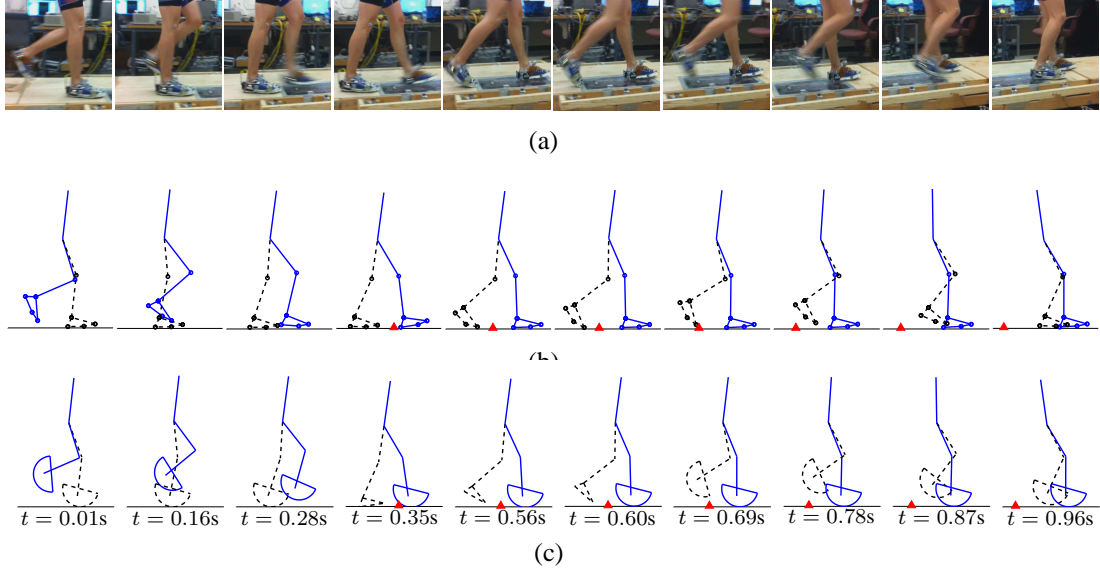 (a)
(b)
t = 0.01s t = 0.16s t = 0.28s t = 0.35s t = 0.56s t = 0.60s t = 0.69s t = 0.78s t = 0.87s t = 0.96s
(c)